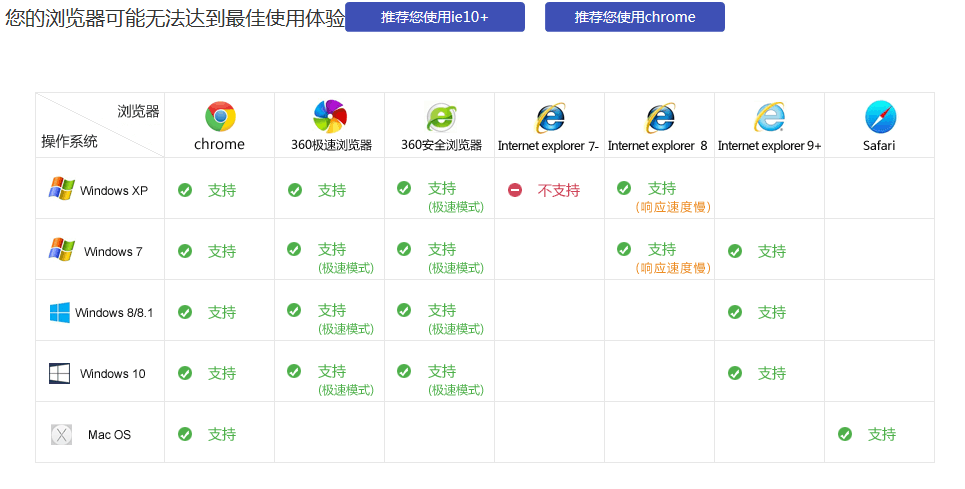 您的浏览器可能无法达到最佳使用体验 推荐您使用ie10+ 推荐您使用chrome
浏览器
操作系统
chrome 360极速浏览器 360安全浏览器 Internet explorer 7- Internet explorer 8 Internet explorer 9+ Safari
Windows XP 支持 支持 支持 不支持 支持
(极速模式) (响应速度慢)
Windows 7 支持 支持 支持 支持 支持
(极速模式) (极速模式) (响应速度慢)
Windows 8/8.1 支持 支持 支持 支持
(极速模式) (极速模式)
Windows 10 支持 支持 支持 支持
(极速模式) (极速模式)
Mac OS 支持 支持